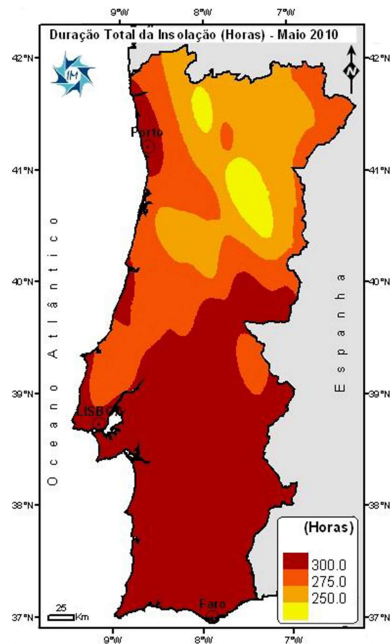 Duração Total da Insolação (Horas) - Maio 2010
9°W 8°W 7°W
42°N 42°N
IM
N
Porto
41°N 41°N
40°N 40°N
Oceano Atlântico
Espanha
39°N 39°N
LISBOA
38°N 38°N
(Horas)
300.0
275.0
250.0
25
Km
Faro
37°N 37°N
9°W 8°W 7°W